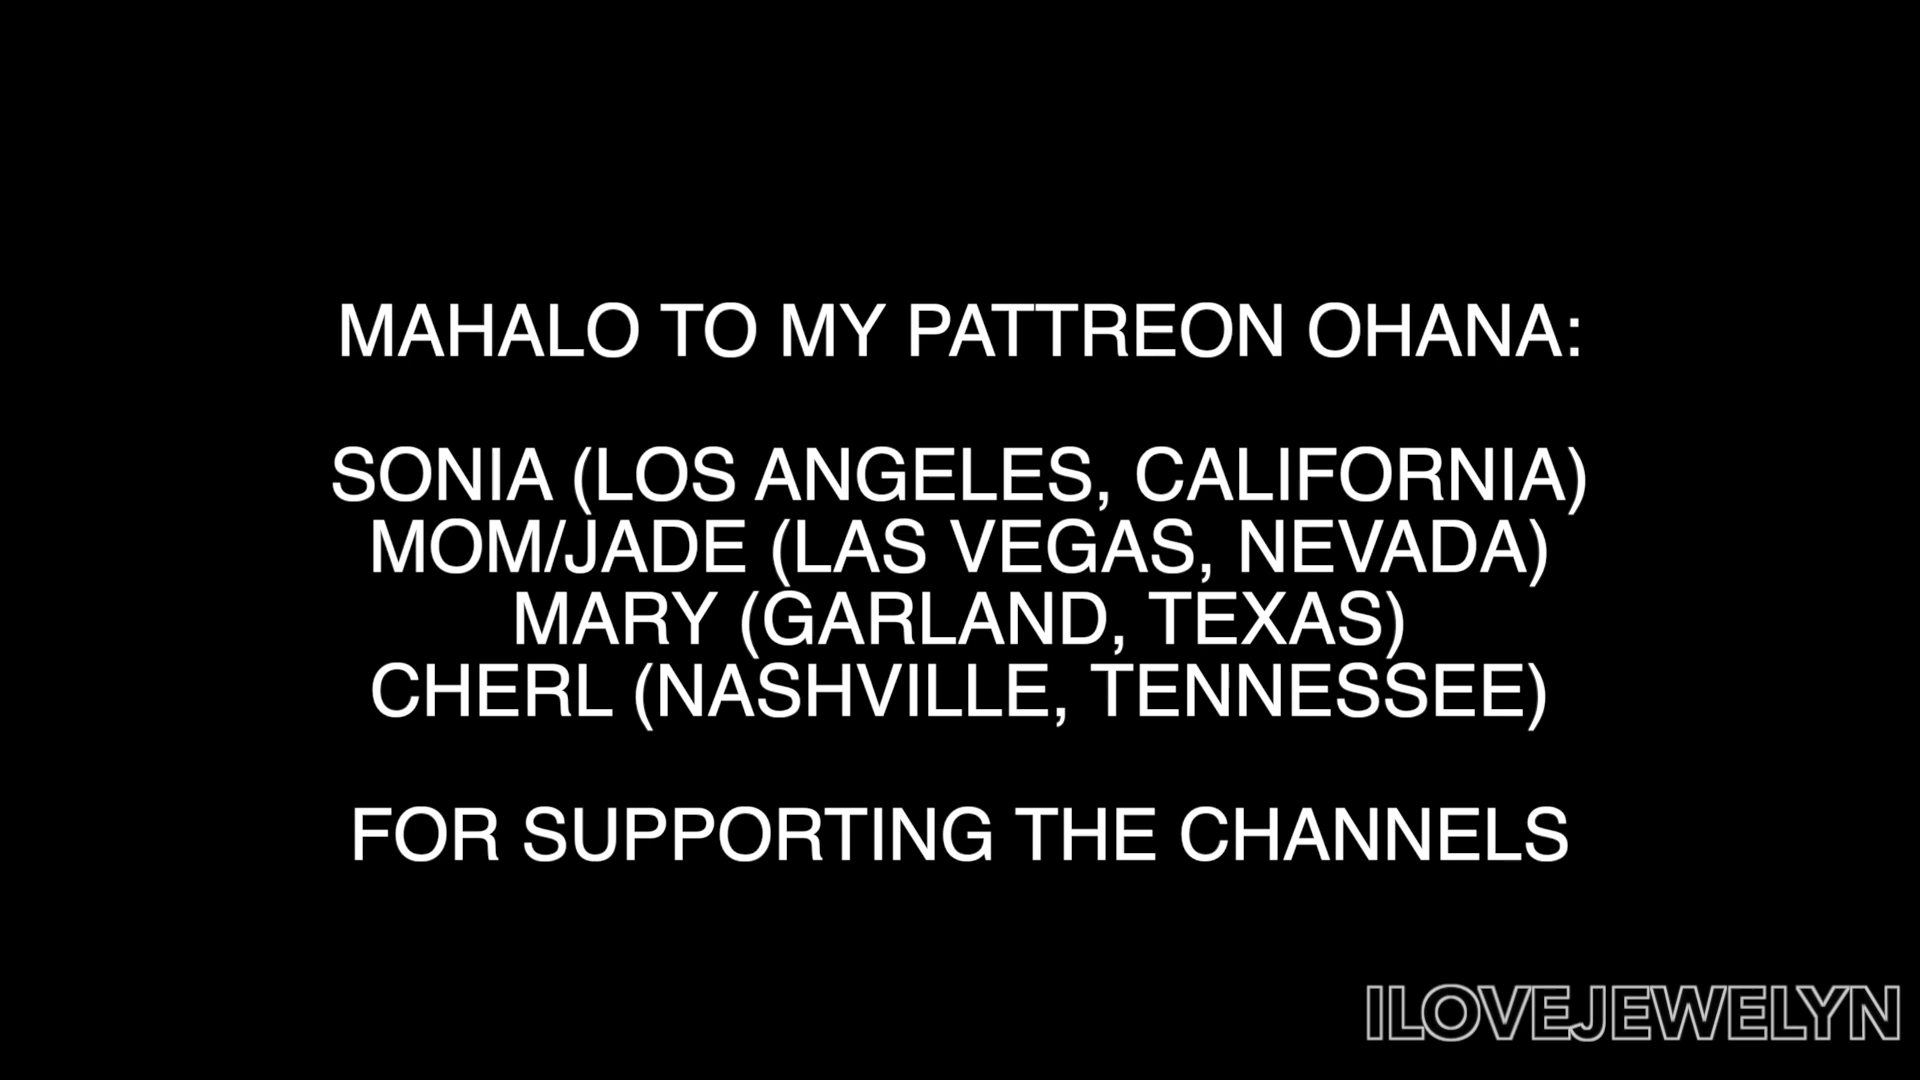 MAHALO TO MY PATTREON OHANA:
SONIA (LOS ANGELES, CALIFORNIA)
MOM/JADE (LAS VEGAS, NEVADA)
MARY (GARLAND, TEXAS)
CHERL (NASHVILLE, TENNESSEE)
FOR SUPPORTING THE CHANNELS
ILOVEJEWELYN